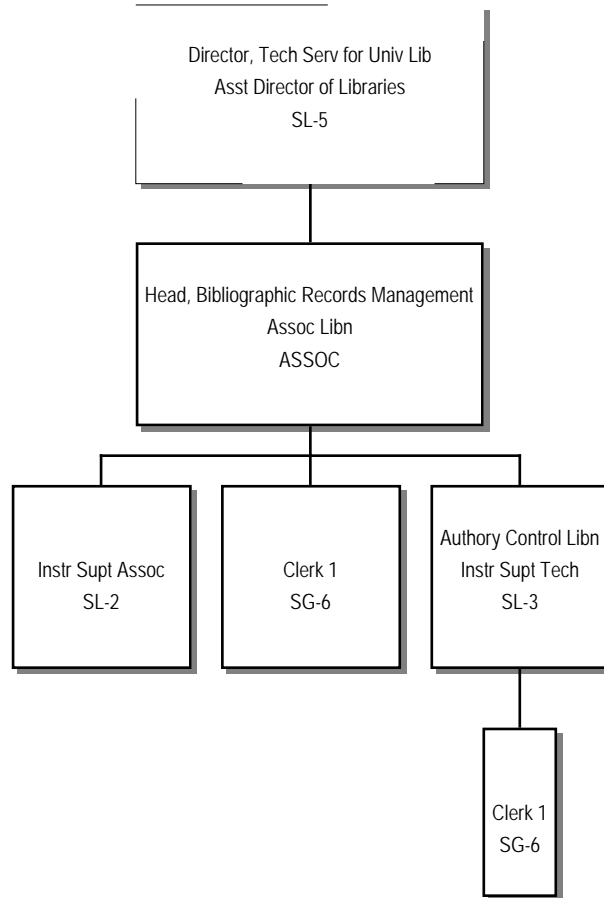 Director, Tech Serv for Univ Lib
Asst Director of Libraries
SL-5
Head, Bibliographic Records Management
Assoc Libn
ASSOC
Instr Supt Assoc
SL-2
Clerk 1
SG-6
Authory Control Libn
Instr Supt Tech
SL-3
Clerk 1
SG-6